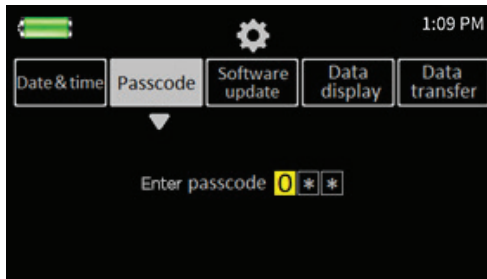 1:09 PM
Date & time Passcode Software update Data display Data transfer
Enter passcode 0 * *